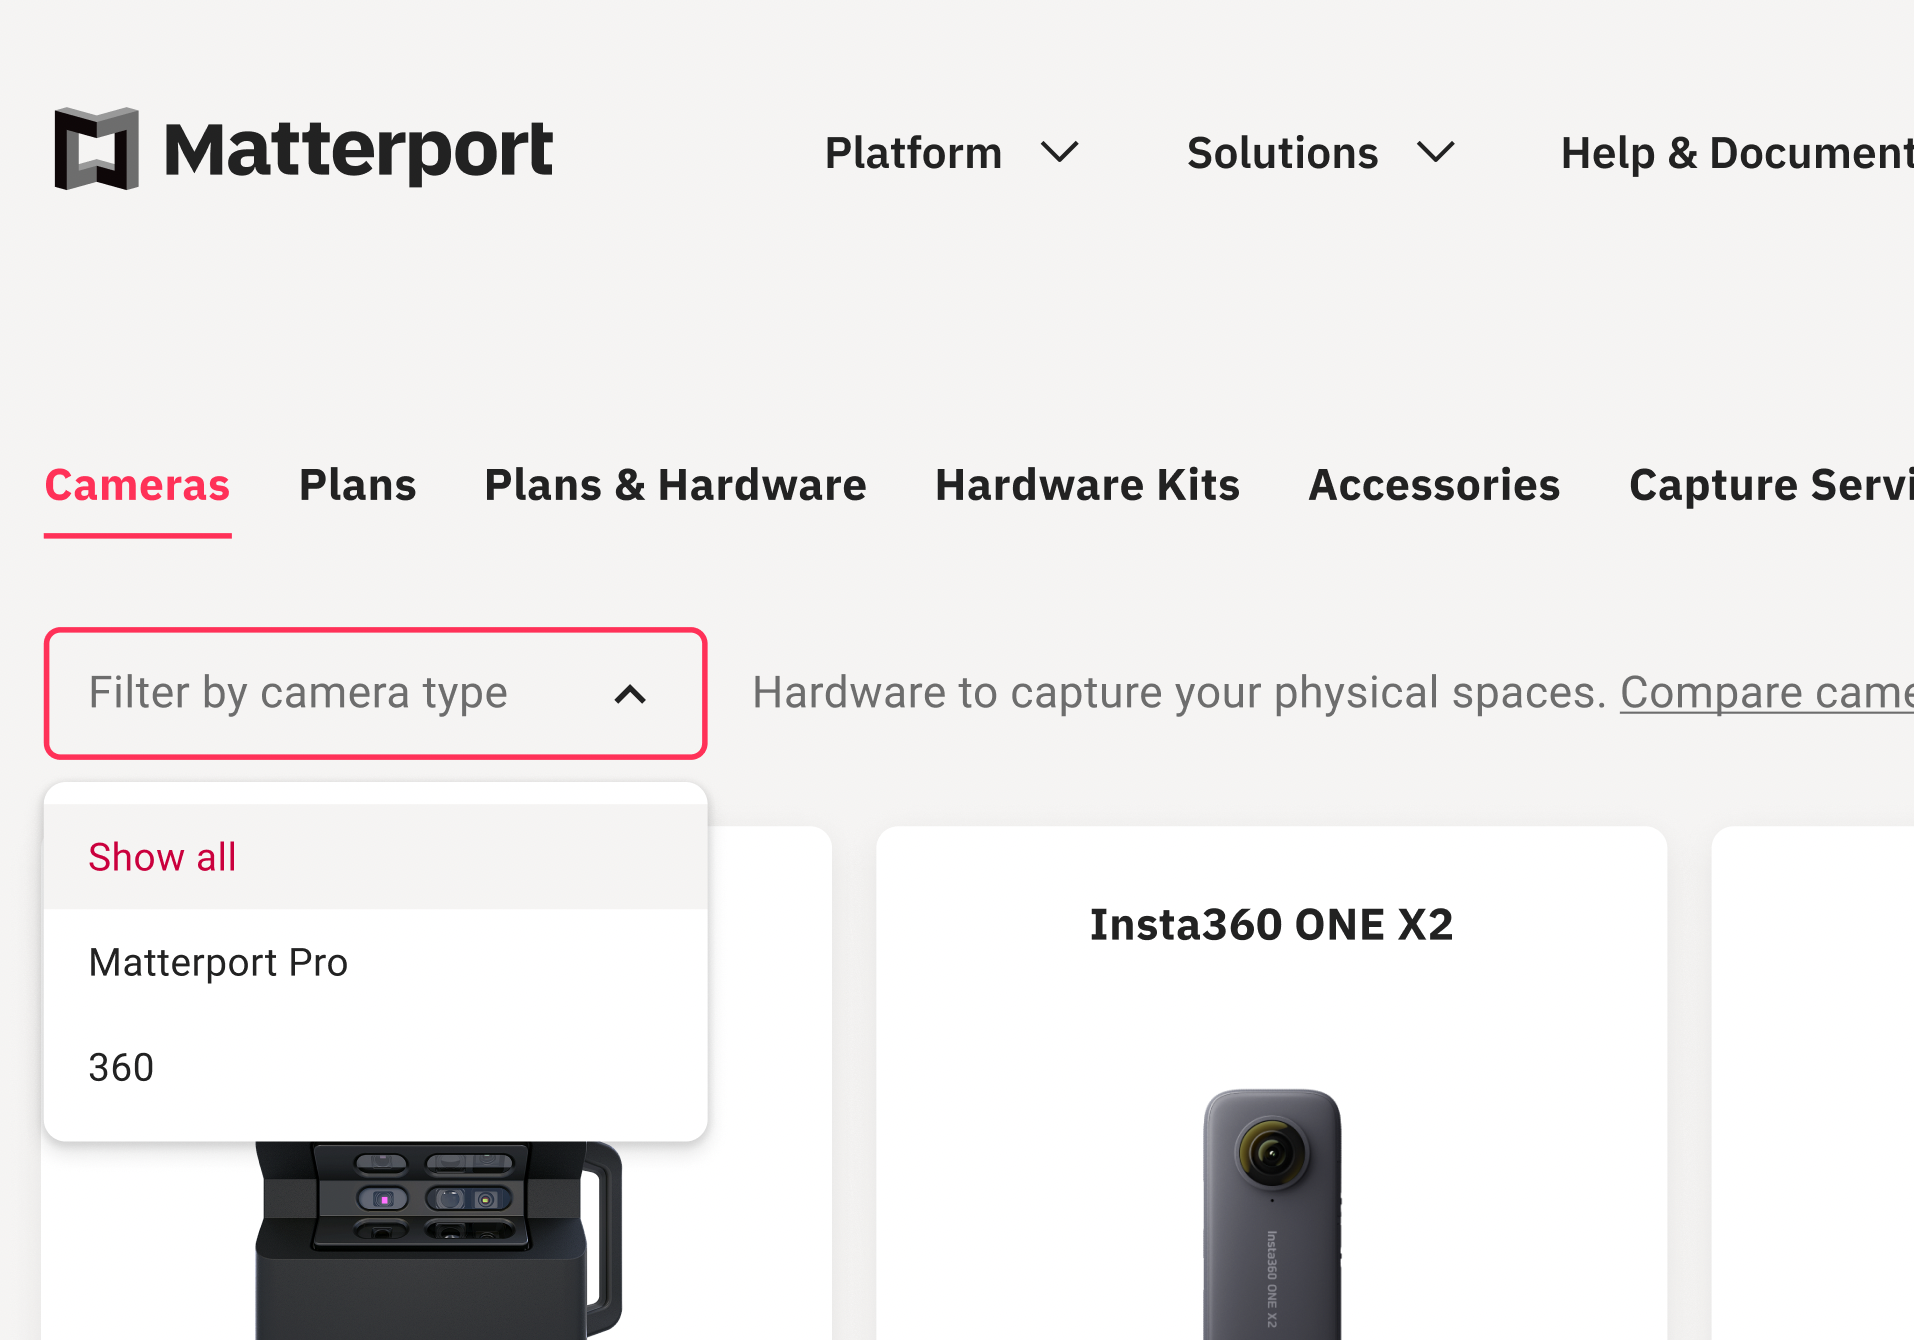 Matterport
Platform
Solutions
Help & Document
Cameras
Plans
Plans & Hardware
Hardware Kits
Accessories
Capture Servi
Filter by camera type
Hardware to capture your physical spaces. Compare came
Show all
Matterport Pro
360
Insta360 ONE X2
Insta360 ONE X2